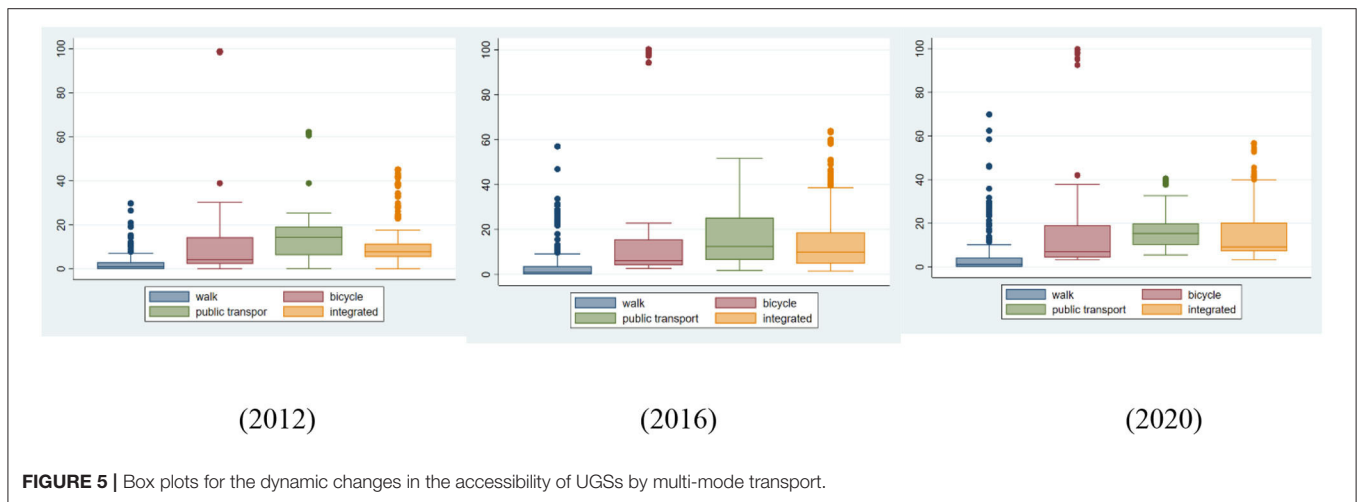 100
80
60
40
20
0
walk
bicycle
public transpor
integrated
100
80
60
40
20
0
walk
bicycle
public transport
integrated
100
80
60
40
20
0
walk
bicycle
public transport
integrated
(2012)
(2016)
(2020)
FIGURE 5 | Box plots for the dynamic changes in the accessibility of UGSs by multi-mode transport.